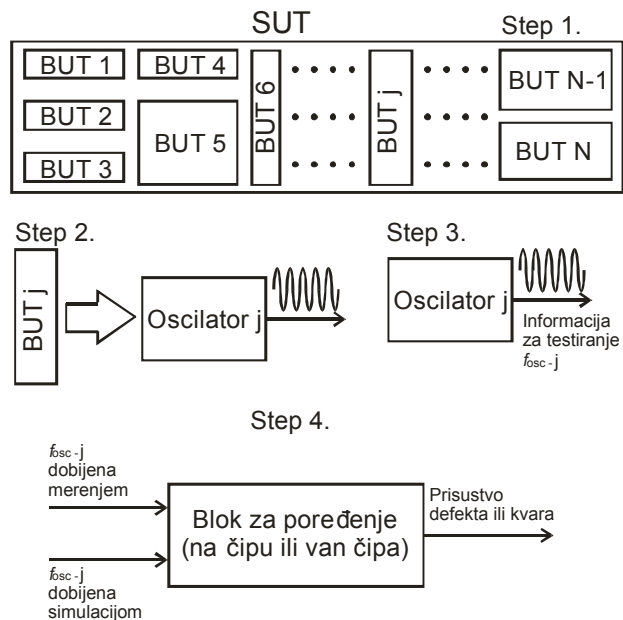 SUT
Step 1.
BUT 1
BUT 4
BUT 2
BUT 5
BUT 3
BUT 6
BUT j
BUT N-1
BUT N
Step 2.
BUT j
Oscilator j
Step 3.
Oscilator j
Informacija
za testiranje
fosc-j
Step 4.
fosc-j
dobijena
merenjem
fosc-j
dobijena
simulacijom
Blok za poređenje
(na čipu ili van čipa)
Prisustvo
defekta ili kvara